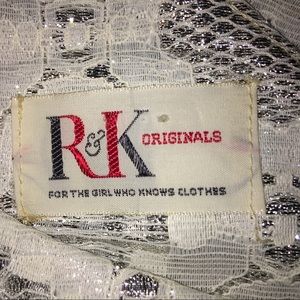 R&K ORIGINALS
FOR THE GIRL WHO KNOWS CLOTHES